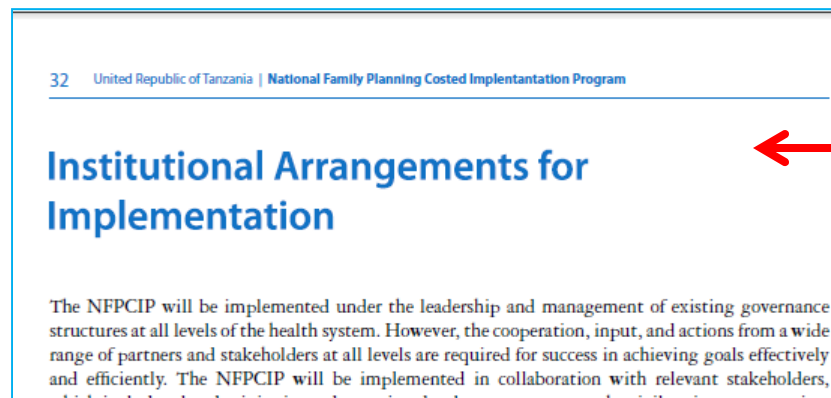 32 United Republic of Tanzania | National Family Planning Costed Implentantation Program
Institutional Arrangements for
Implementation
The NFPCIP will be implemented under the leadership and management of existing governance
structures at all levels of the health system. However, the cooperation, input, and actions from a wide
range of partners and stakeholders at all levels are required for success in achieving goals effectively
and efficiently. The NFPCIP will be implemented in collaboration with relevant stakeholders,